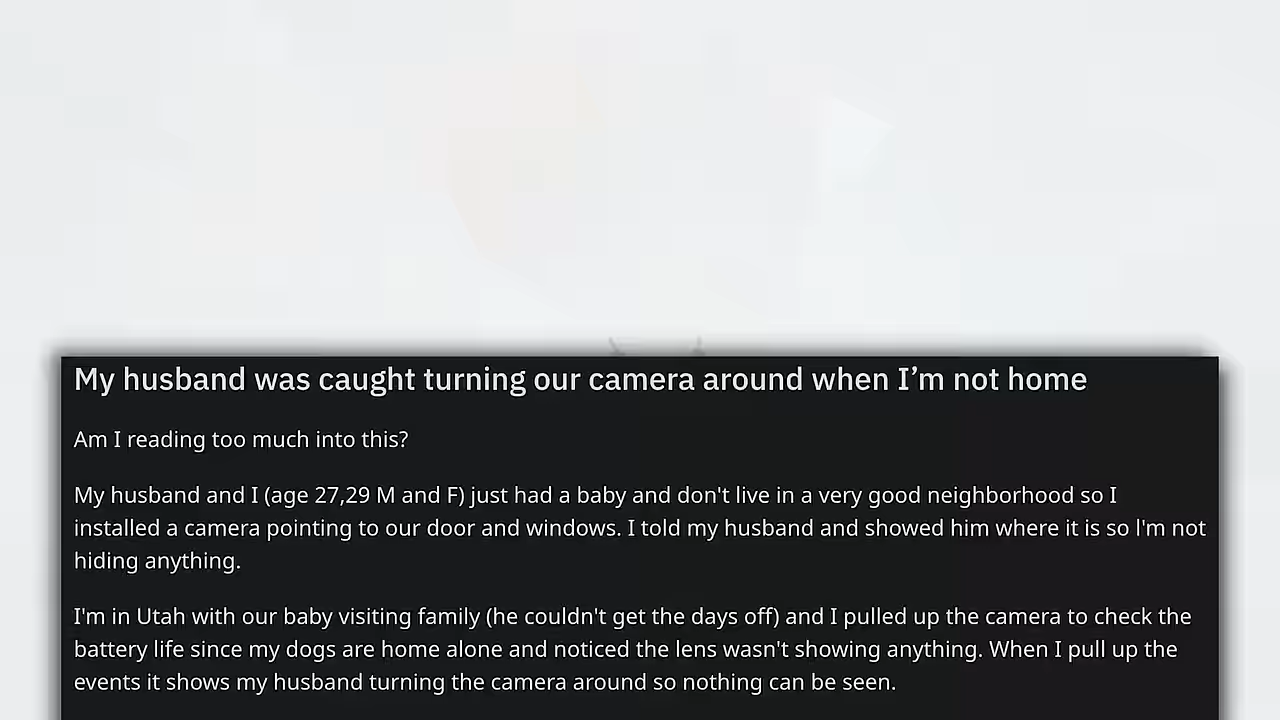 My husband was caught turning our camera around when I’m not home
Am I reading too much into this?
My husband and I (age 27,29 M and F) just had a baby and don't live in a very good neighborhood so I
installed a camera pointing to our door and windows. I told my husband and showed him where it is so l'm not
hiding anything.
I'm in Utah with our baby visiting family (he couldn't get the days off) and I pulled up the camera to check the
battery life since my dogs are home alone and noticed the lens wasn't showing anything. When I pull up the
events it shows my husband turning the camera around so nothing can be seen.